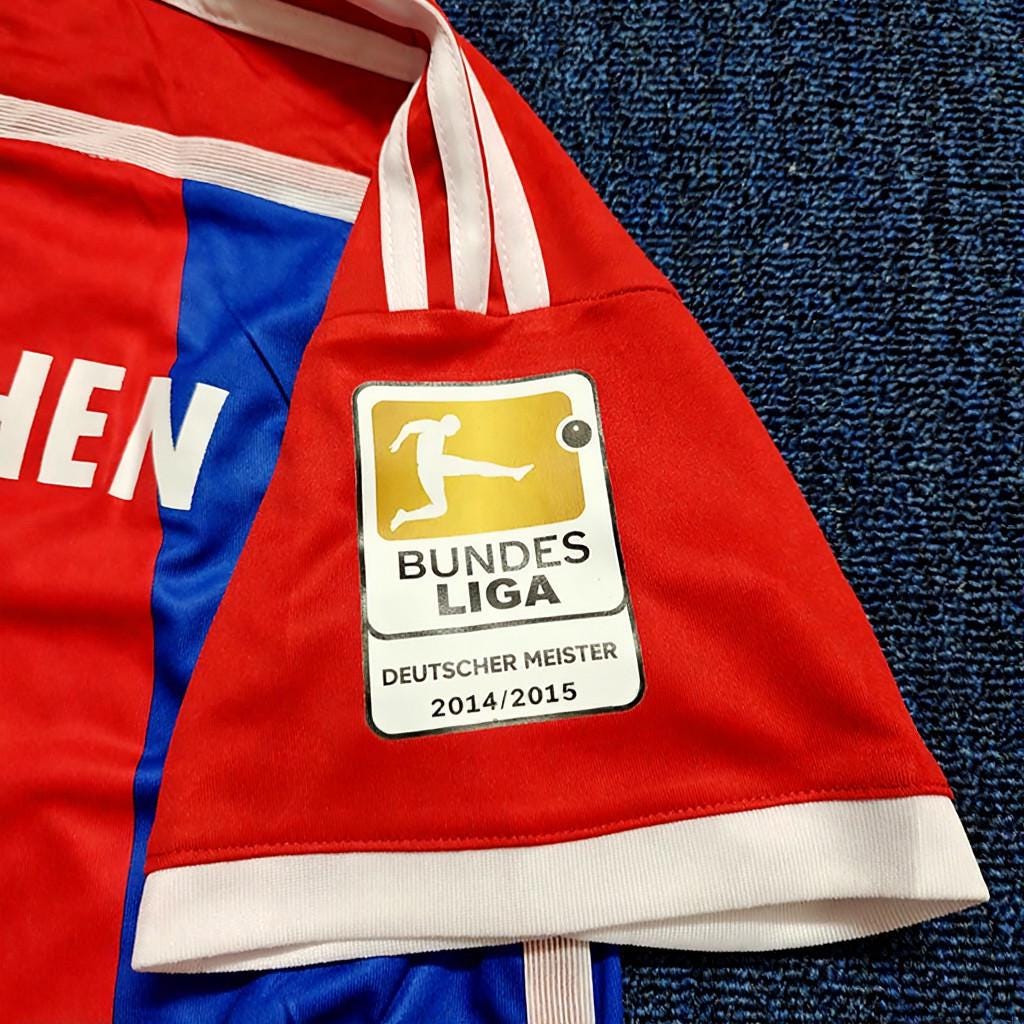 HEN
BUNDES
LIGA
DEUTSCHER MEISTER
2014/2015